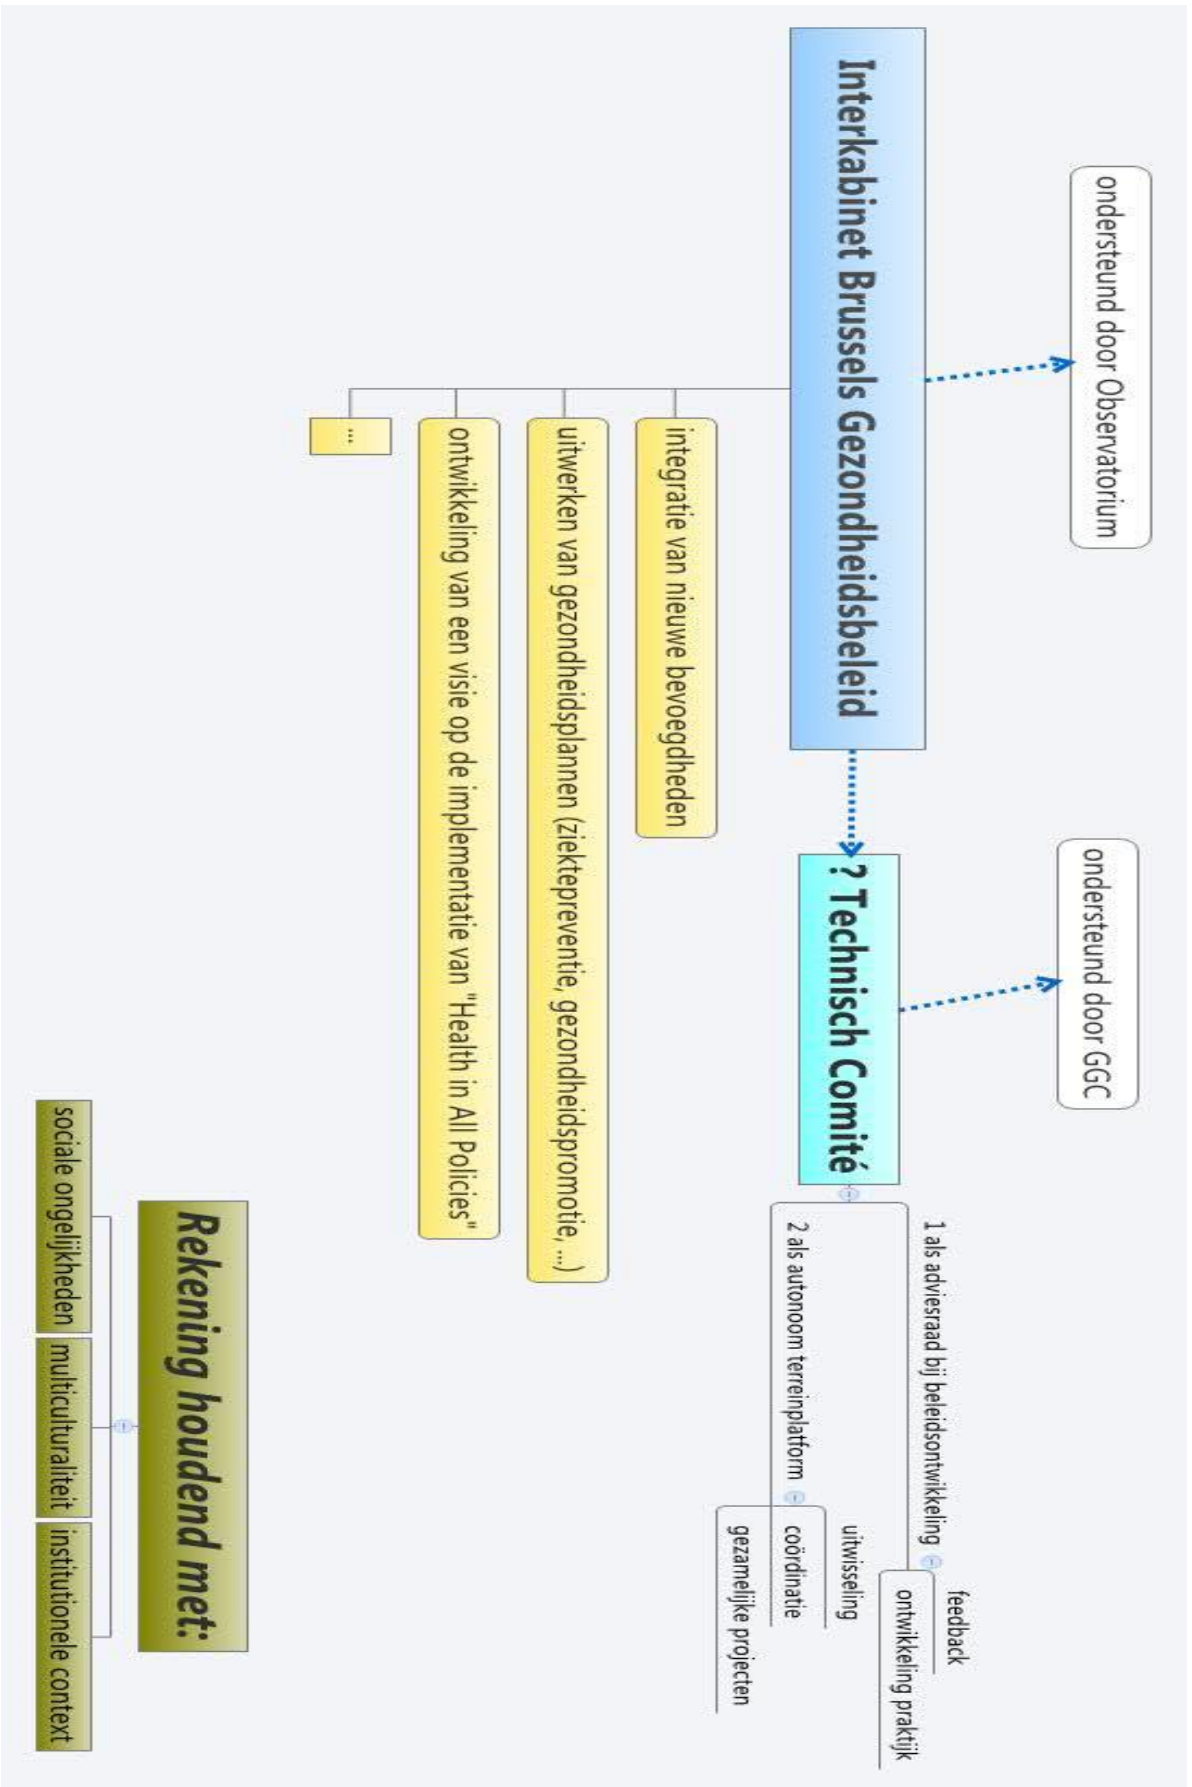 ondersteund door Observatorium
ondersteund door GGC
Interkabinet Brussels Gezondheidsbeleid
? Technisch Comité
1 als adviesraad bij beleidsontwikkeling
feedback
ontwikkeling praktijk
2 als autonoom terreinplatform
uitwisseling
coördinatie
gezamelijke projecten
integratie van nieuwe bevoegdheden
uitwerken van gezondheidsplannen (ziektepreventie, gezondheidspromotie, ...)
ontwikkeling van een visie op de implementatie van "Health in All Policies"
...
Rekening houdend met:
sociale ongelijkheden
multiculturaliteit
institutionele context